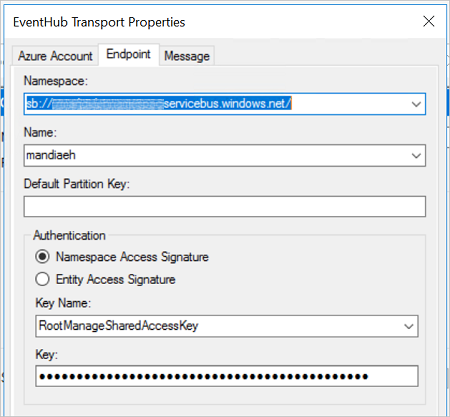 EventHub Transport Properties
Azure Account Endpoint Message
Namespace:
sb:// servicebus.windows.net/
Name:
mandiaeh
Default Partition Key:
Authentication
Namespace Access Signature
Entity Access Signature
Key Name:
RootManageSharedAccessKey
Key:
●●●●●●●●●●●●●●●●●●●●●●●●●●●●●●●●●●●●●●●●●●●●